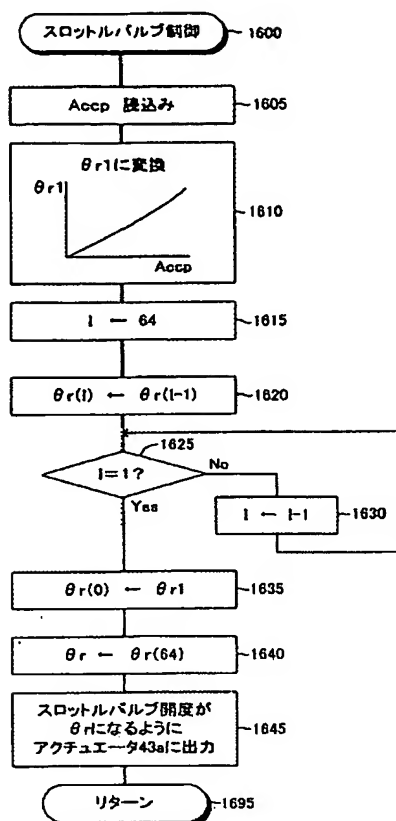 スロットルバルブ制御
1600
Accp 読込み
1605
θr1に変換
θr1
Accp
1610
I ← 64
1615
θr(I) ← θr(I-1)
1620
1625
I=1?
No
Yes
I ← I-1
1630
θr(0) ← θr1
1635
θr ← θr(64)
1640
スロットルバルブ開度が
θrになるように
アクチュエータ43aに出力
1645
リターン
1695